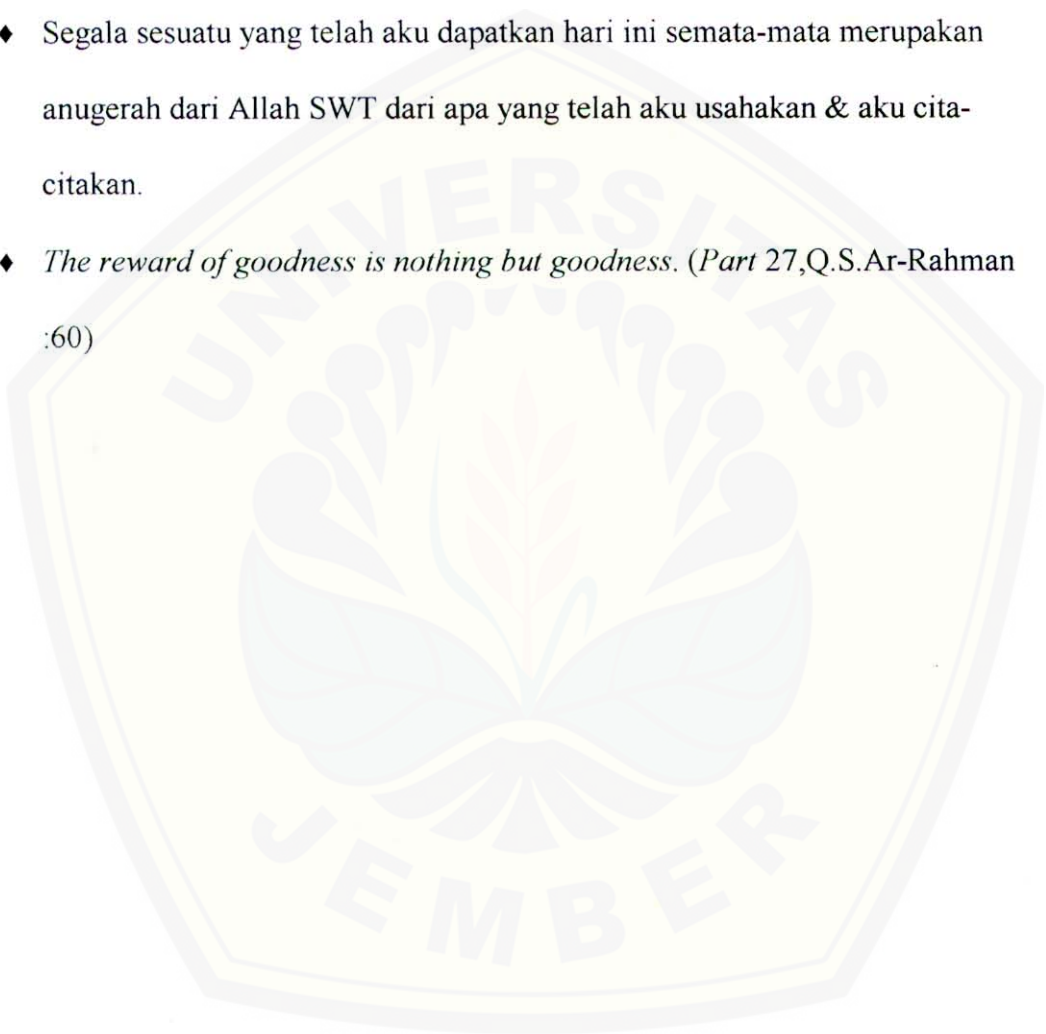 ♦ Segala sesuatu yang telah aku dapatkan hari ini semata-mata merupakan
anugerah dari Allah SWT dari apa yang telah aku usahakan & aku cita-
citakan.
♦ The reward of goodness is nothing but goodness. (Part 27,Q.S.Ar-Rahman
:60)
UNIVERSITAS
JEMBER